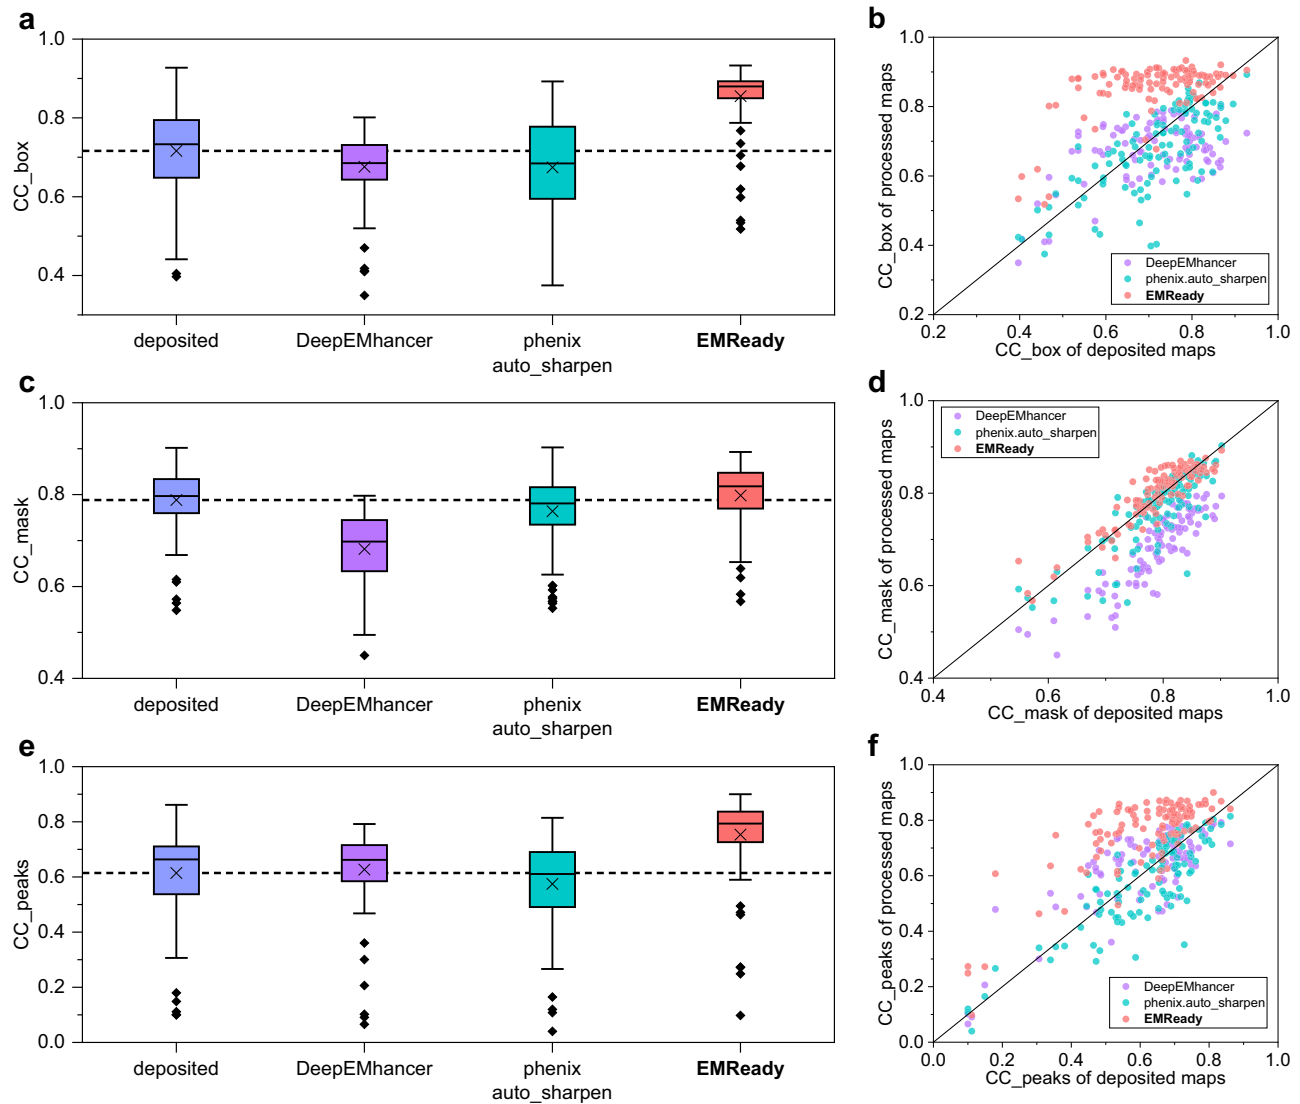 a
1.0
0.8
0.6
0.4
CC_box
deposited
DeepEMhancer
phenix
auto_sharpen
EMReady
b
1.0
0.8
0.6
0.4
0.2
CC_box of processed maps
DeepEMhancer
phenix.auto_sharpen
EMReady
0.2
0.4
0.6
0.8
1.0
CC_box of deposited maps
c
1.0
0.8
0.6
0.4
CC_mask
deposited
DeepEMhancer
phenix
auto_sharpen
EMReady
d
1.0
0.8
0.6
0.4
CC_mask of processed maps
DeepEMhancer
phenix.auto_sharpen
EMReady
0.4
0.6
0.8
1.0
CC_mask of deposited maps
e
1.0
0.8
0.6
0.4
0.2
0.0
CC_peaks
deposited
DeepEMhancer
phenix
auto_sharpen
EMReady
f
1.0
0.8
0.6
0.4
0.2
0.0
CC_peaks of processed maps
DeepEMhancer
phenix.auto_sharpen
EMReady
0.0
0.2
0.4
0.6
0.8
1.0
CC_peaks of deposited maps